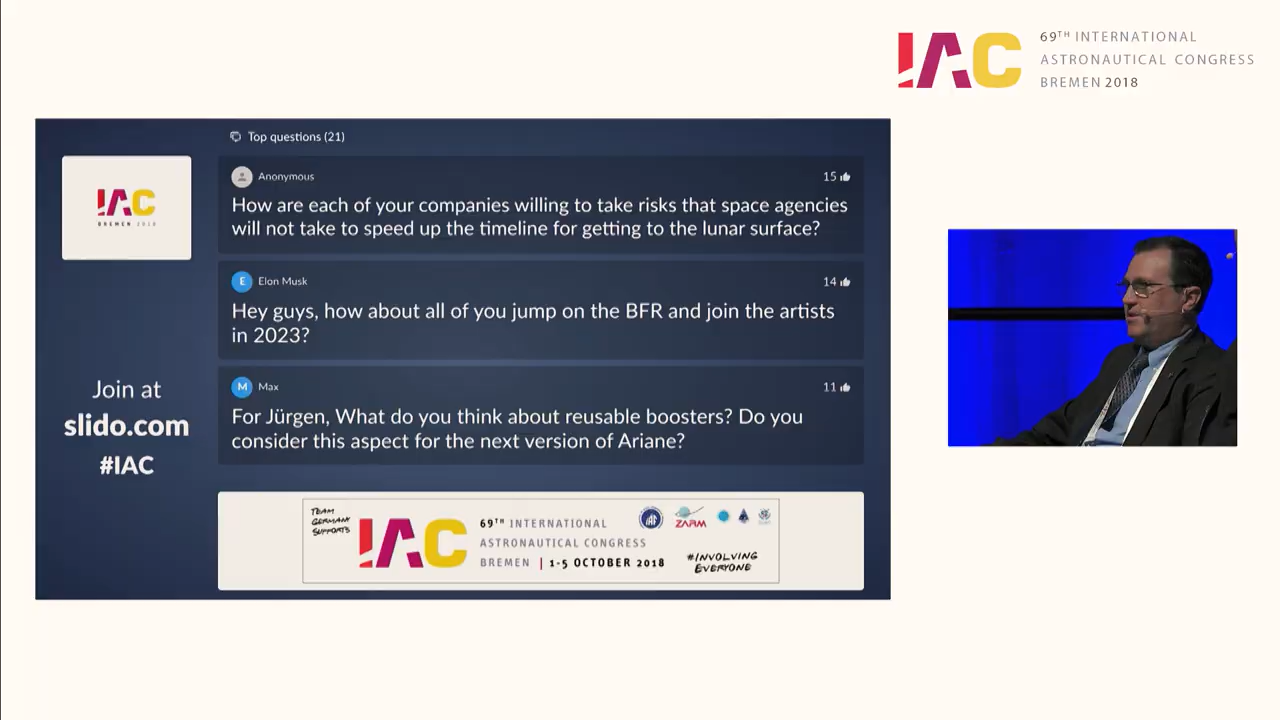 IAC
69TH INTERNATIONAL
ASTRONAUTICAL CONGRESS
BREMEN 2018
Top questions (21)
IAC
BREMEN 2018
Anonymous
15
How are each of your companies willing to take risks that space agencies
will not take to speed up the timeline for getting to the lunar surface?
E
Elon Musk
14
Hey guys, how about all of you jump on the BFR and join the artists
in 2023?
Join at
slido.com
#IAC
M
Max
11
For Jürgen, What do you think about reusable boosters? Do you
consider this aspect for the next version of Ariane?
TEAM
GERMANY
SUPPORTS
IAC
69TH INTERNATIONAL
ASTRONAUTICAL CONGRESS
BREMEN | 1-5 OCTOBER 2018
IAF
ZARM
#INVOLVING
EVERYONE